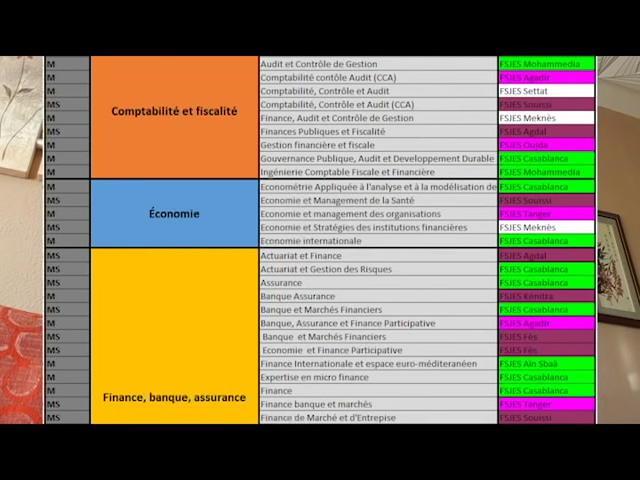 M Audit et Contrôle de Gestion FSJES Mohammedia
M Comptabilité contôle Audit (CCA) FSJES Agadir
M Comptabilité, Contrôle et Audit FSJES Settat
MS Comptabilité, Contrôle et Audit (CCA) FSJES Souissi
Comptabilité et fiscalité
M Finance, Audit et Contrôle de Gestion FSJES Meknès
MS Finances Publiques et Fiscalité FSJES Agdal
M Gestion financière et fiscale FSJES Oujda
M Gouvernance Publique, Audit et Developpement Durable FSJES Casablanca
M Ingénierie Comptable Fiscale et Financière FSJES Mohammedia
M Econométrie Appliquée à l'analyse et à la modélisation de FSJES Casablanca
MS Economie et Management de la Santé FSJES Souissi
M Economie et management des organisations FSJES Tanger
Économie
MS Economie et Stratégies des institutions financières FSJES Meknès
M Economie internationale FSJES Casablanca
MS Actuariat et Finance FSJES Agdal
MS Actuariat et Gestion des Risques FSJES Casablanca
MS Assurance FSJES Casablanca
M Banque Assurance FSJES Kénitra
MS Banque et Marchés Financiers FSJES Casablanca
M Banque, Assurance et Finance Participative FSJES Agadir
MS Banque et Marchés Financiers FSJES Fès
MS Economie et Finance Participative FSJES Fès
M Finance Internationale et espace euro-méditeranéen FSJES Ain Sbaâ
M Expertise en micro finance FSJES Casablanca
M Finance FSJES Casablanca
Finance, banque, assurance
MS Finance banque et marchés FSJES Tanger
MS Finance de Marché et d'Entrepise FSJES Souissi